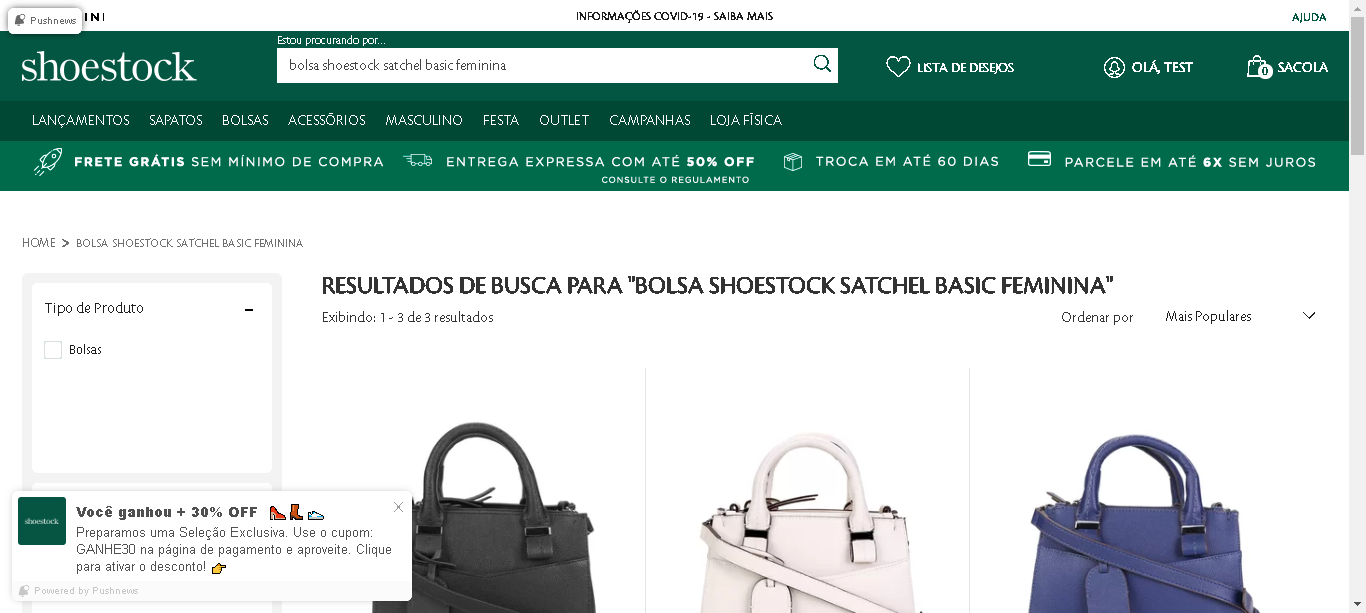 Pushnews
INI
INFORMAÇÕES COVID-19 - SAIBA MAIS
AJUDA
Estou procurando por...
shoestock
bolsa shoestock satchel basic feminina
LISTA DE DESEJOS
OLÁ, TEST
0
SACOLA
LANÇAMENTOS SAPATOS BOLSAS ACESSÓRIOS MASCULINO FESTA OUTLET CAMPANHAS LOJA FÍSICA
FRETE GRÁTIS SEM MÍNIMO DE COMPRA
ENTREGA EXPRESSA COM ATÉ 50% OFF
CONSULTE O REGULAMENTO
TROCA EM ATÉ 60 DIAS
PARCELE EM ATÉ 6X SEM JUROS
HOME > BOLSA SHOESTOCK SATCHEL BASIC FEMININA
Tipo de Produto
Bolsas
RESULTADOS DE BUSCA PARA "BOLSA SHOESTOCK SATCHEL BASIC FEMININA"
Exibindo: 1 - 3 de 3 resultados
Ordenar por
Mais Populares
shoestock
Você ganhou + 30% OFF 👠👢👟
Preparamos uma Seleção Exclusiva. Use o cupom:
GANHE30 na página de pagamento e aproveite. Clique
para ativar o desconto! 👉
Powered by Pushnews